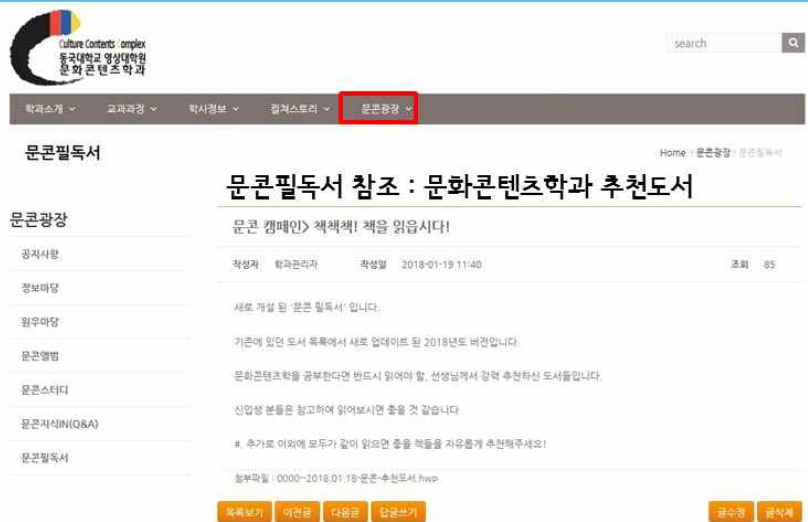 Culture Contents Complex
동국대학교 영상대학원
문화콘텐츠학과
search
학과소개 교과과정 학사정보 컬쳐스토리 문콘광장
문콘필독서
Home 문콘광장 문콘필독서
문콘필독서 참조 : 문화콘텐츠학과 추천도서
문콘광장
문콘 캠페인> 책책책! 책을 읽읍시다!
공지사항
작성자 학과관리자 작성일 2018-01-19 11:40 조회 85
정보마당
새로 개설 된 '문콘 필독서' 입니다.
원우마당
기존에 있던 도서 목록에서 새로 업데이트 된 2018년도 버전입니다.
문콘앨범
문화콘텐츠학을 공부한다면 반드시 읽어야 할, 선생님께서 강력 추천하신 도서들입니다.
문콘스터디
신입생 분들은 참고하여 읽어보시면 좋을 것 같습니다
문콘지식IN(Q&A)
#. 추가로 이외에 모두가 같이 읽으면 좋을 책들을 자유롭게 추천해주세요!
문콘필독서
첨부파일 : 0000--2018.01.18-문콘-추천도서.hwp
목록보기 이전글 다음글 답글쓰기 글수정 글삭제